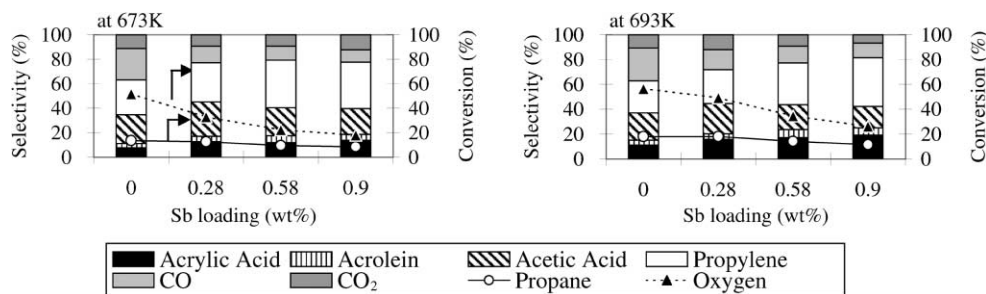 at 673K
100
80
60
40
20
0
Selectivity (%)
100
80
60
40
20
0
Conversion (%)
0 0.28 0.58 0.9
Sb loading (wt%)
at 693K
100
80
60
40
20
0
Selectivity (%)
100
80
60
40
20
0
Conversion (%)
0 0.28 0.58 0.9
Sb loading (wt%)
Acrylic Acid Acrolein Acetic Acid Propylene
CO CO₂ Propane Oxygen